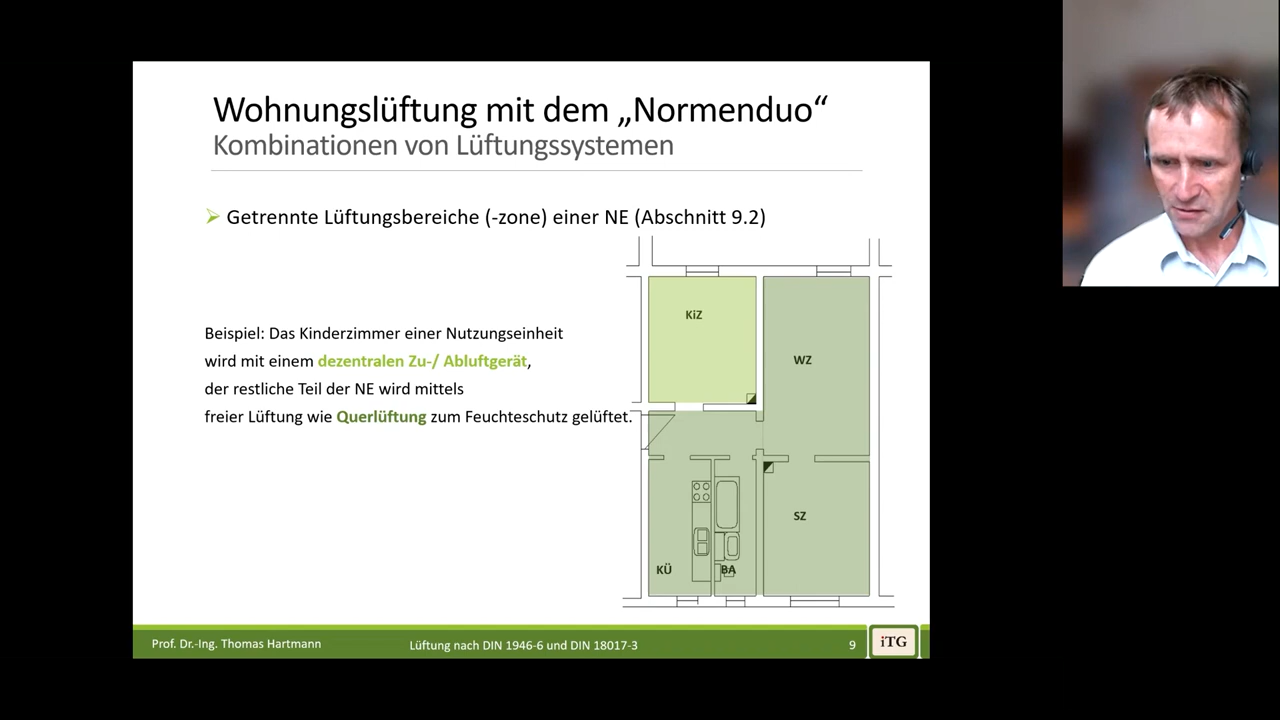 Wohnungslüftung mit dem „Normenduo“
Kombinationen von Lüftungssystemen
Getrennte Lüftungsbereiche (-zone) einer NE (Abschnitt 9.2)
Beispiel: Das Kinderzimmer einer Nutzungseinheit
wird mit einem dezentralen Zu-/ Abluftgerät,
der restliche Teil der NE wird mittels
freier Lüftung wie Querlüftung zum Feuchteschutz gelüftet.
KiZ
WZ
SZ
KÜ
BA
Prof. Dr.-Ing. Thomas Hartmann
Lüftung nach DIN 1946-6 und DIN 18017-3
9
iTG